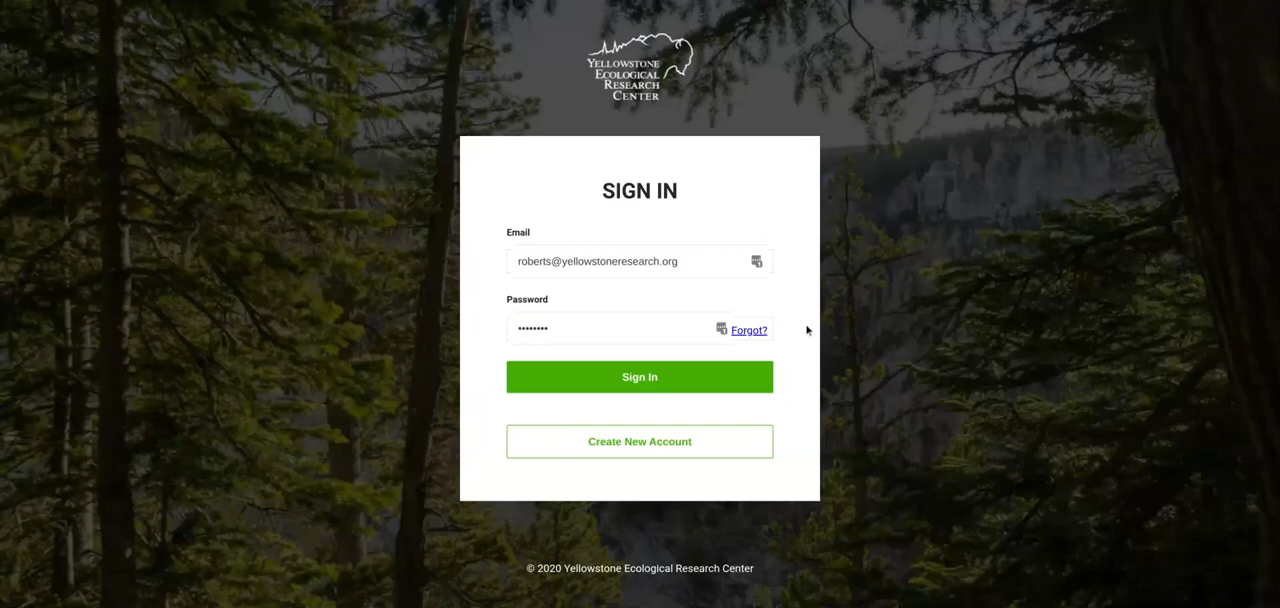 YELLOWSTONE
ECOLOGICAL
RESEARCH
CENTER
SIGN IN
Email
roberts@yellowstoneresearch.org
Password
••••••••
Forgot?
Sign In
Create New Account
© 2020 Yellowstone Ecological Research Center